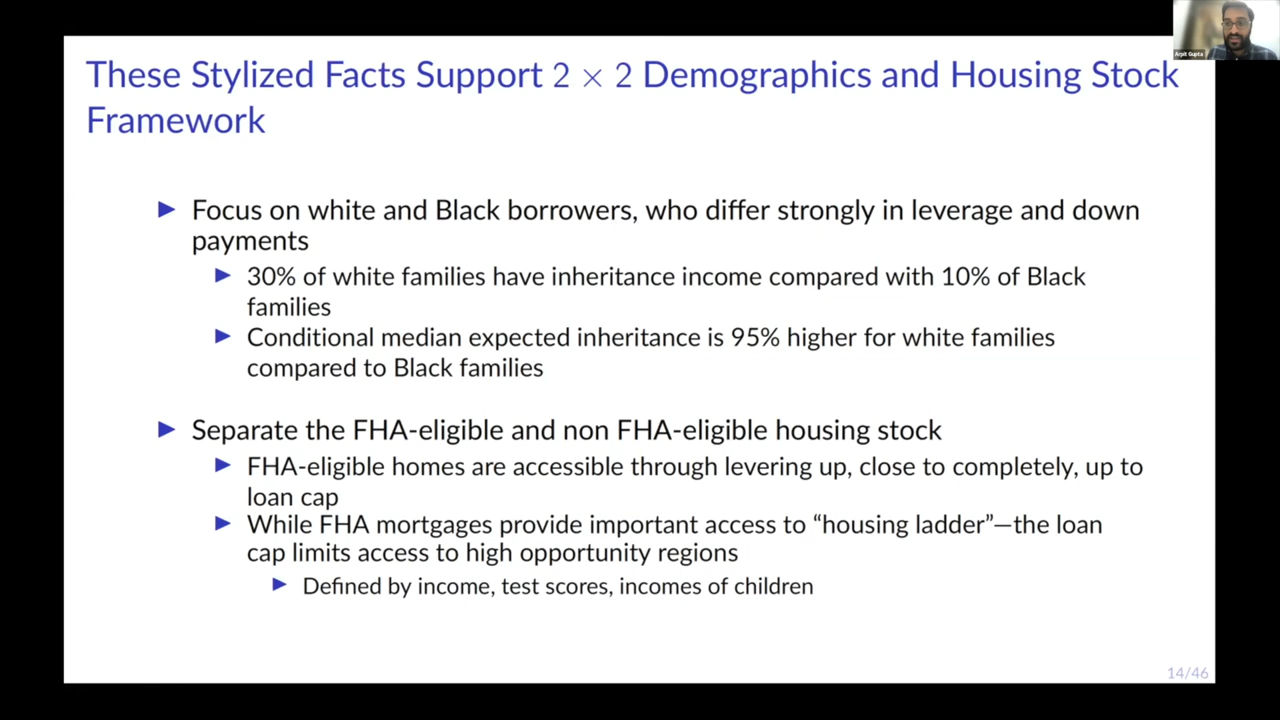 Arpit Gupta
These Stylized Facts Support 2 × 2 Demographics and Housing Stock
Framework
Focus on white and Black borrowers, who differ strongly in leverage and down
payments
30% of white families have inheritance income compared with 10% of Black
families
Conditional median expected inheritance is 95% higher for white families
compared to Black families
Separate the FHA-eligible and non FHA-eligible housing stock
FHA-eligible homes are accessible through levering up, close to completely, up to
loan cap
While FHA mortgages provide important access to “housing ladder”—the loan
cap limits access to high opportunity regions
Defined by income, test scores, incomes of children
14/46